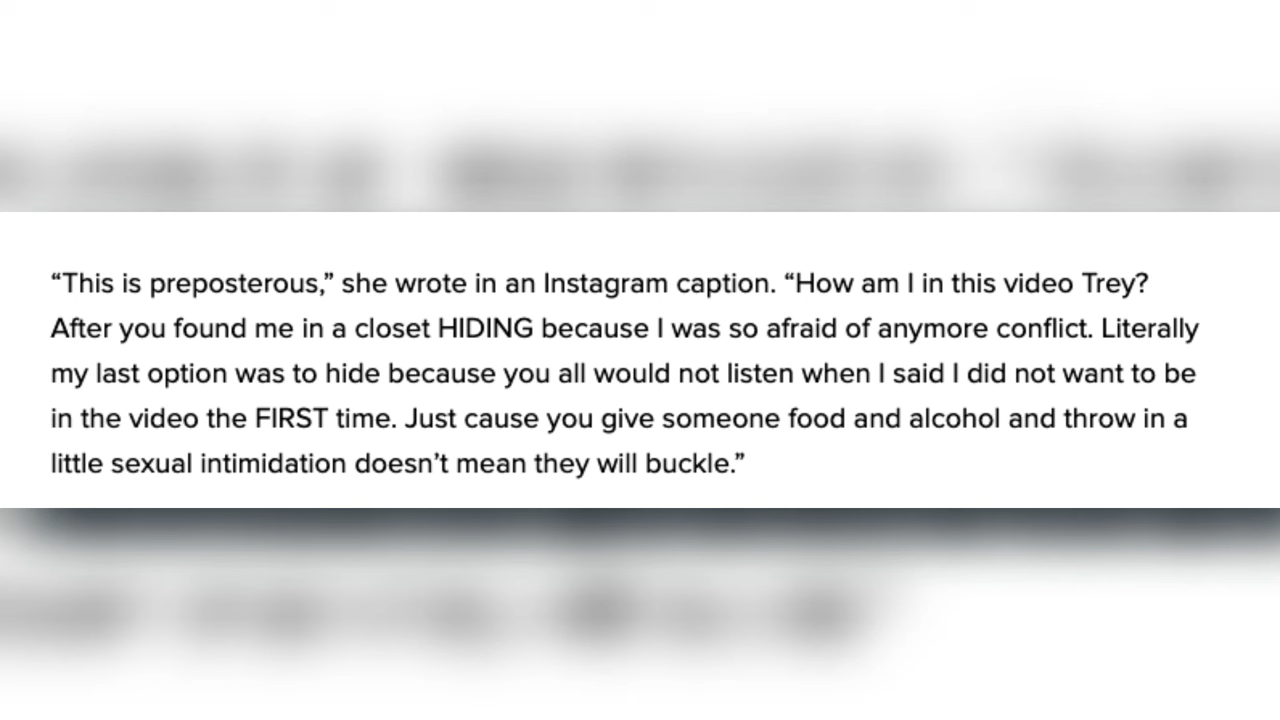 “This is preposterous,” she wrote in an Instagram caption. “How am I in this video Trey?
After you found me in a closet HIDING because I was so afraid of anymore conflict. Literally
my last option was to hide because you all would not listen when I said I did not want to be
in the video the FIRST time. Just cause you give someone food and alcohol and throw in a
little sexual intimidation doesn’t mean they will buckle.”